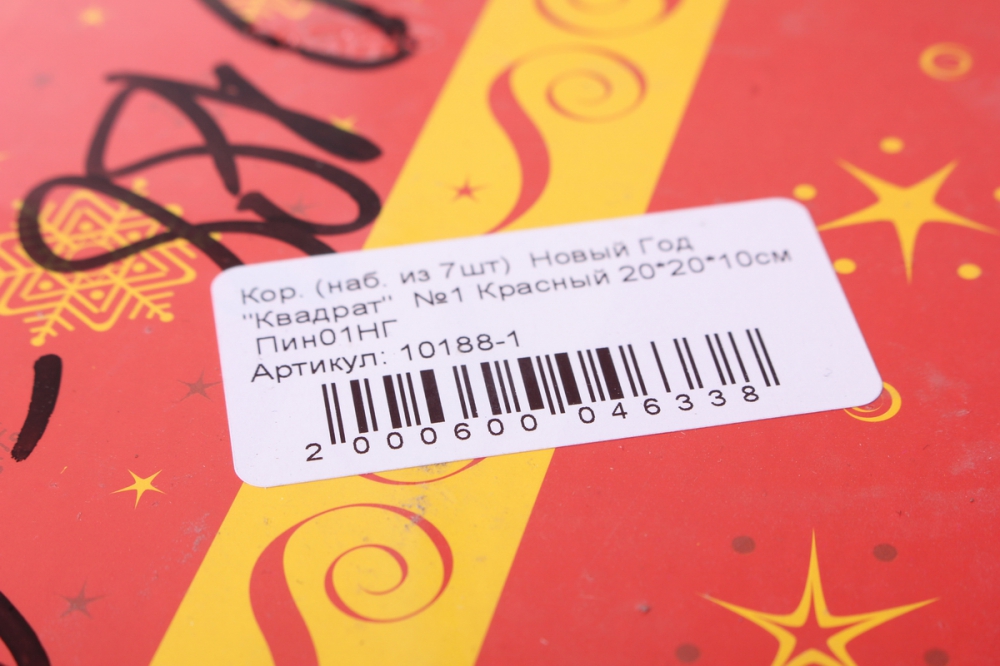 Кор. (наб. из 7шт) Новый Год
"Квадрат" №1 Красный 20*20*10см
Пин01НГ
Артикул: 10188-1
2 000600 046338